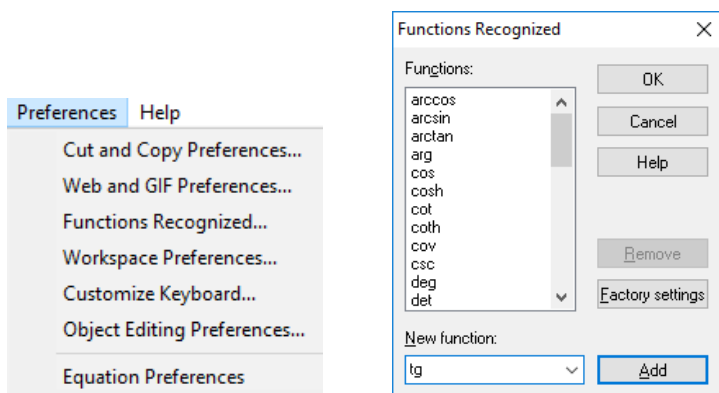 Preferences Help
Cut and Copy Preferences...
Web and GIF Preferences...
Functions Recognized...
Workspace Preferences...
Customize Keyboard...
Object Editing Preferences...
Equation Preferences
Functions Recognized
Functions:
arccos
arcsin
arctan
arg
cos
cosh
cot
coth
cov
csc
deg
det
OK
Cancel
Help
Remove
Factory settings
New function:
tg
Add